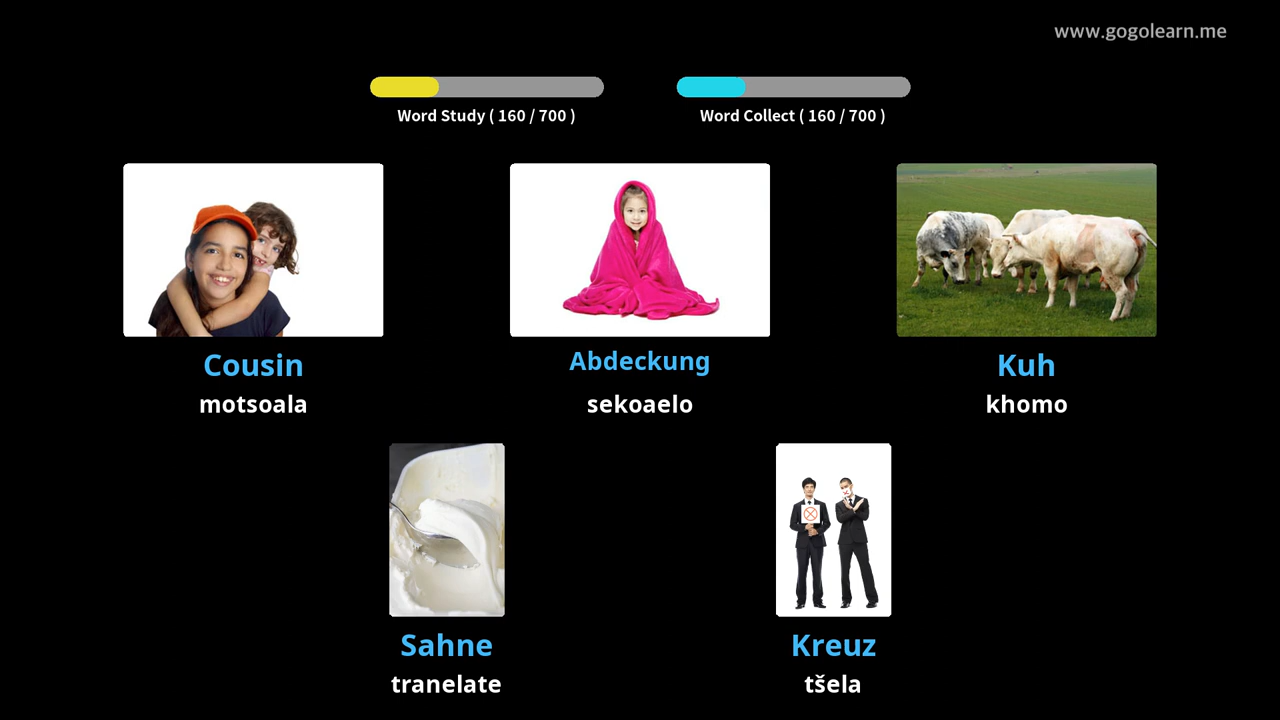 www.gogolearn.me
Word Study ( 160 / 700 )
Word Collect ( 160 / 700 )
Cousin
motsoala
Abdeckung
sekoaelo
Kuh
khomo
Sahne
tranelate
Kreuz
tšela